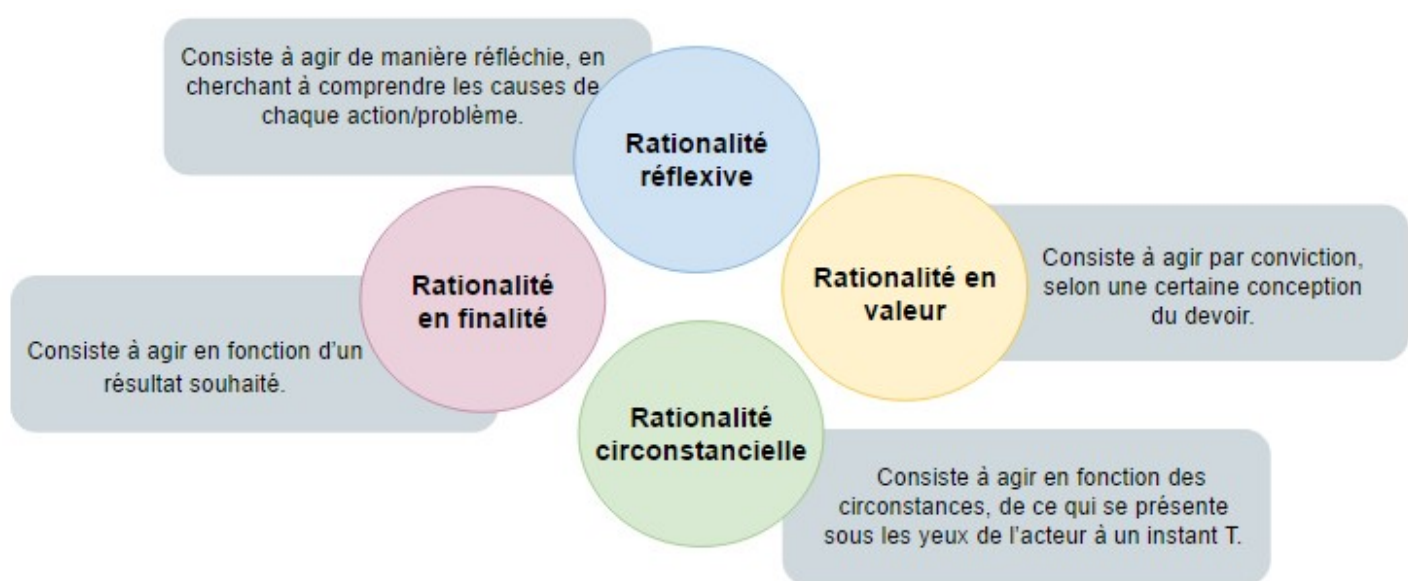 Consiste à agir de manière réfléchie, en
cherchant à comprendre les causes de
chaque action/problème.
Rationalité
réflexive
Rationalité
en finalité
Consiste à agir en fonction d'un
résultat souhaité.
Rationalité en
valeur
Consiste à agir par conviction,
selon une certaine conception
du devoir.
Rationalité
circonstancielle
Consiste à agir en fonction des
circonstances, de ce qui se présente
sous les yeux de l'acteur à un instant T.